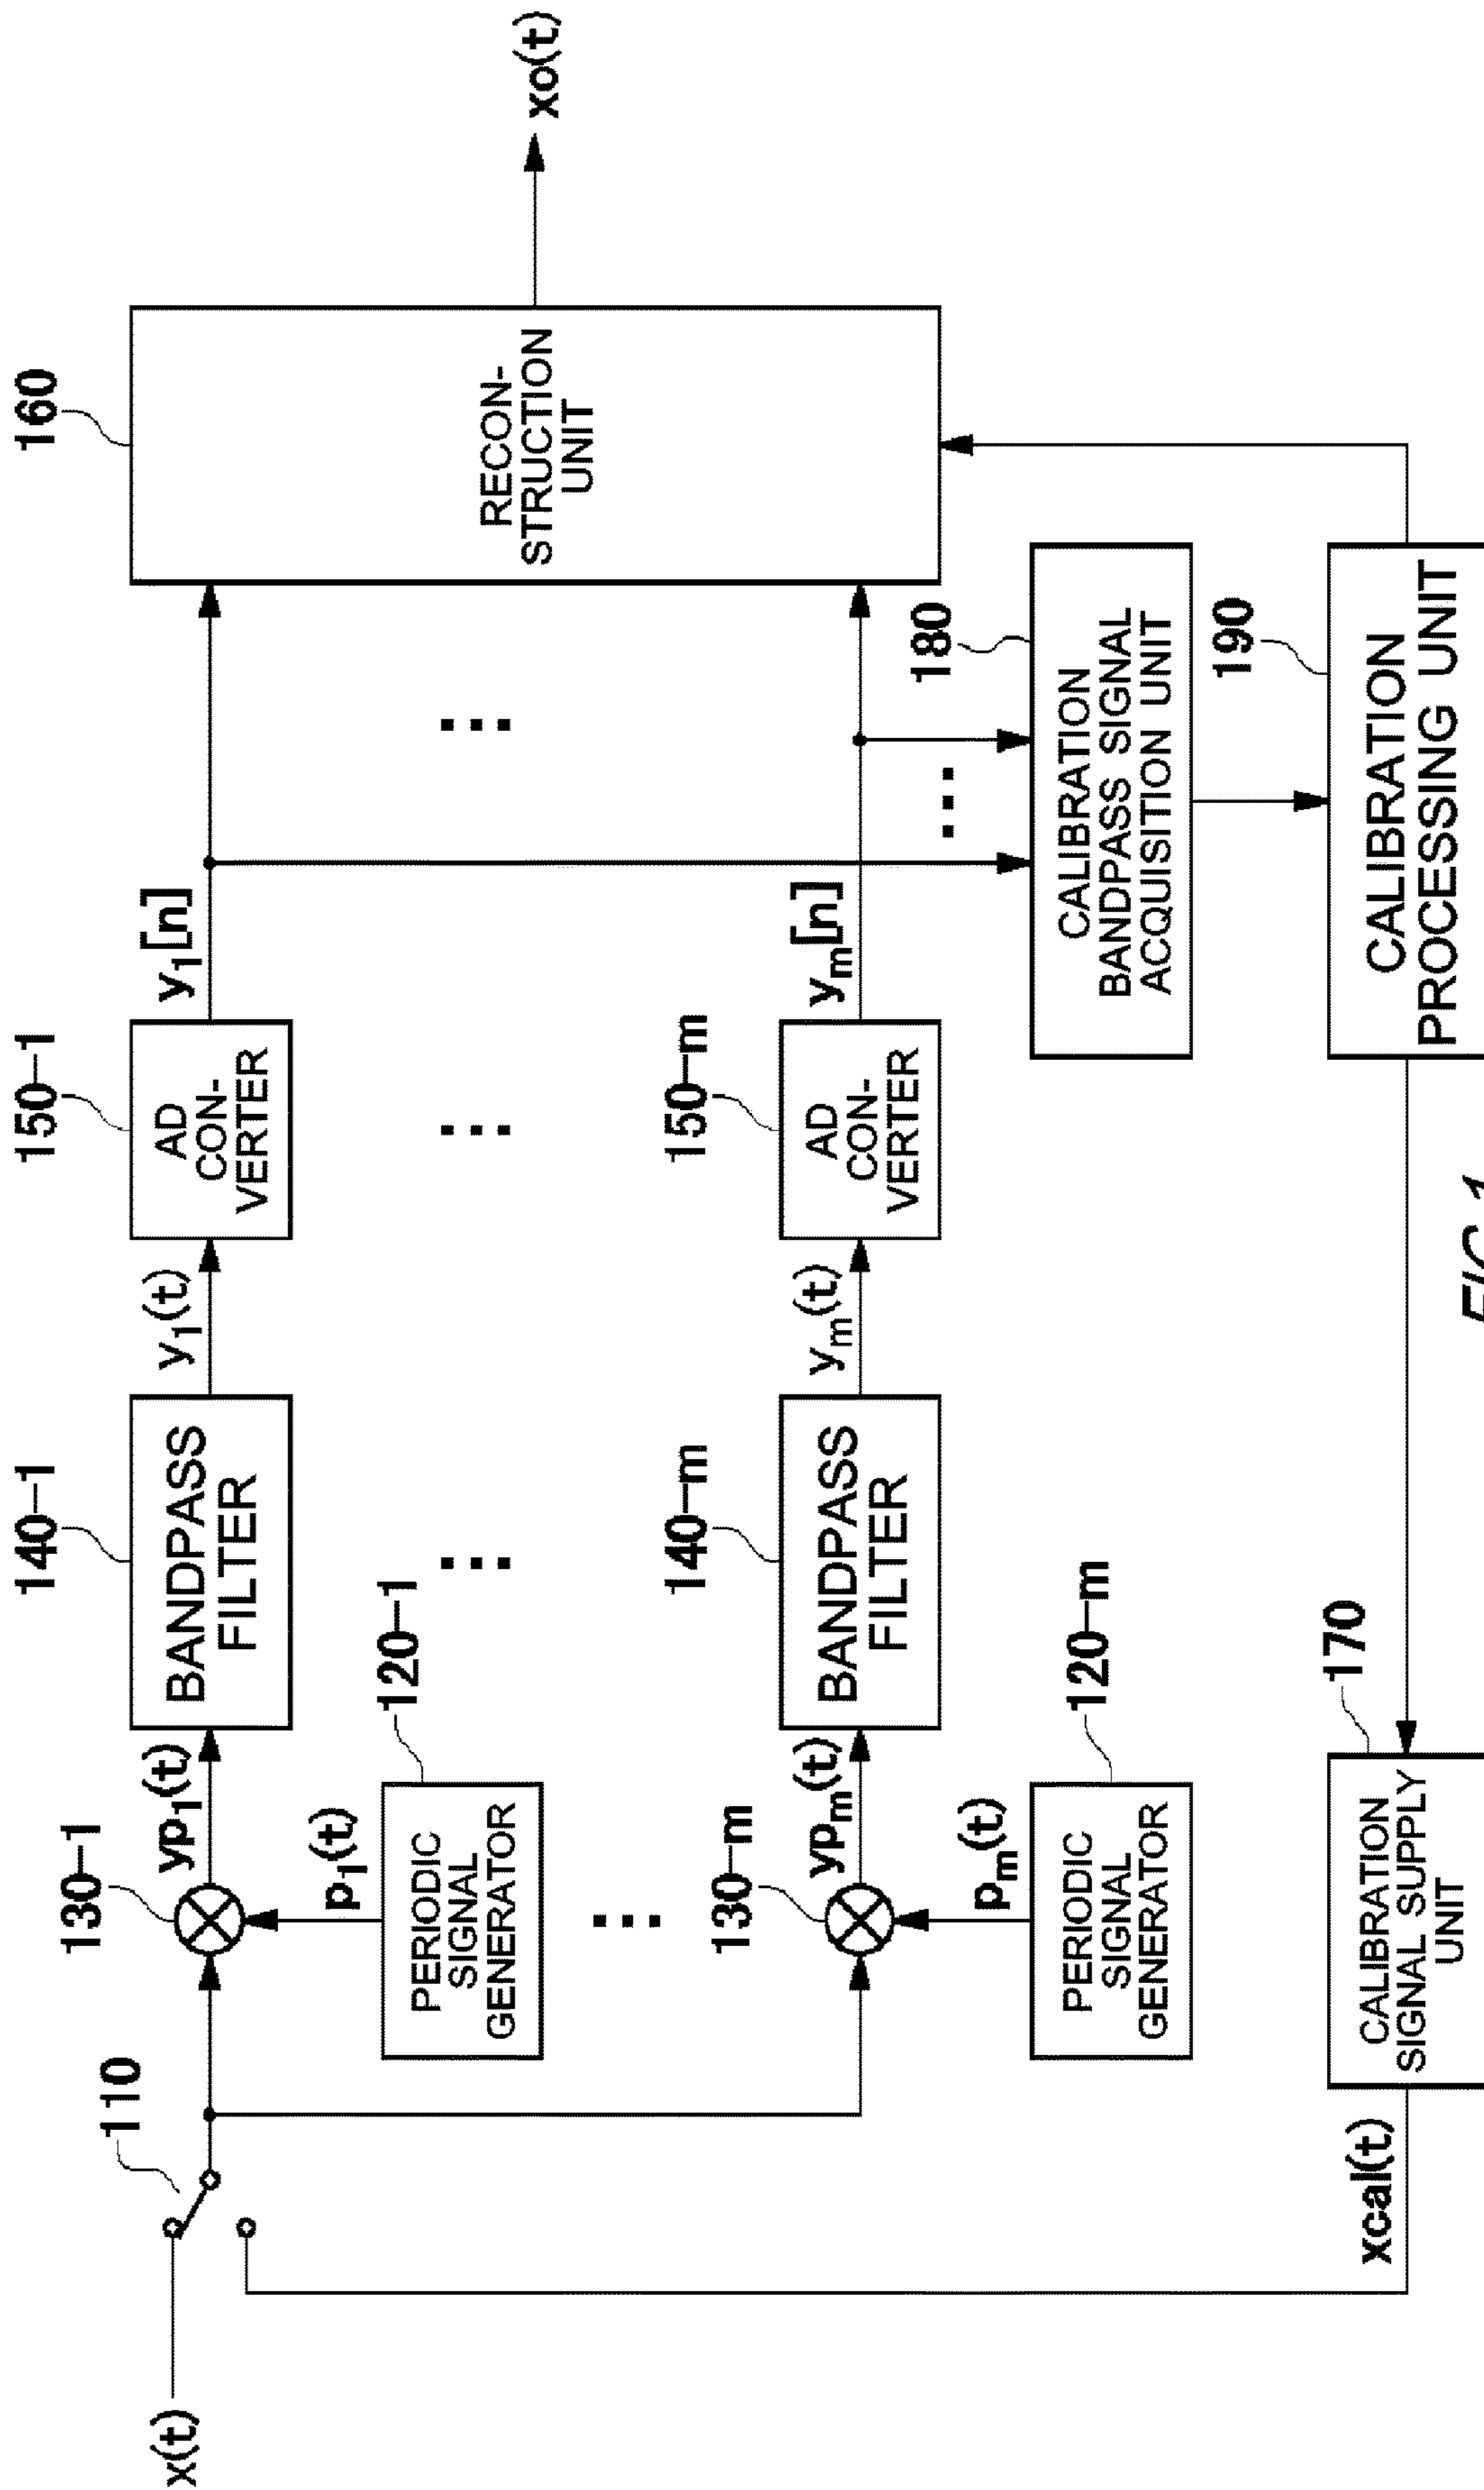 x(t)
110
130-1
yp1(t)
140-1
BANDPASS
FILTER
y1(t)
150-1
AD
CON-
VERTER
y1[n]
160
RECON-
STRUCTION
UNIT
xo(t)
p1(t)
120-1
PERIODIC
SIGNAL
GENERATOR
...
...
...
...
130-m
ypm(t)
140-m
BANDPASS
FILTER
ym(t)
150-m
AD
CON-
VERTER
ym[n]
...
pm(t)
120-m
PERIODIC
SIGNAL
GENERATOR
180
CALIBRATION
BANDPASS SIGNAL
ACQUISITION UNIT
xcal(t)
170
CALIBRATION
SIGNAL SUPPLY
UNIT
190
CALIBRATION
PROCESSING UNIT
FIG.1